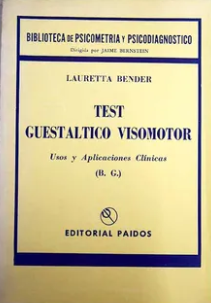 BIBLIOTECA DE PSICOMETRIA Y PSICODIAGNOSTICO
Dirigida por JAIME BERNSTEIN
LAURETTA BENDER
TEST
GUESTALTICO VISOMOTOR
Usos y Aplicaciones Clínicas
(B. G.)
EDITORIAL PAIDOS